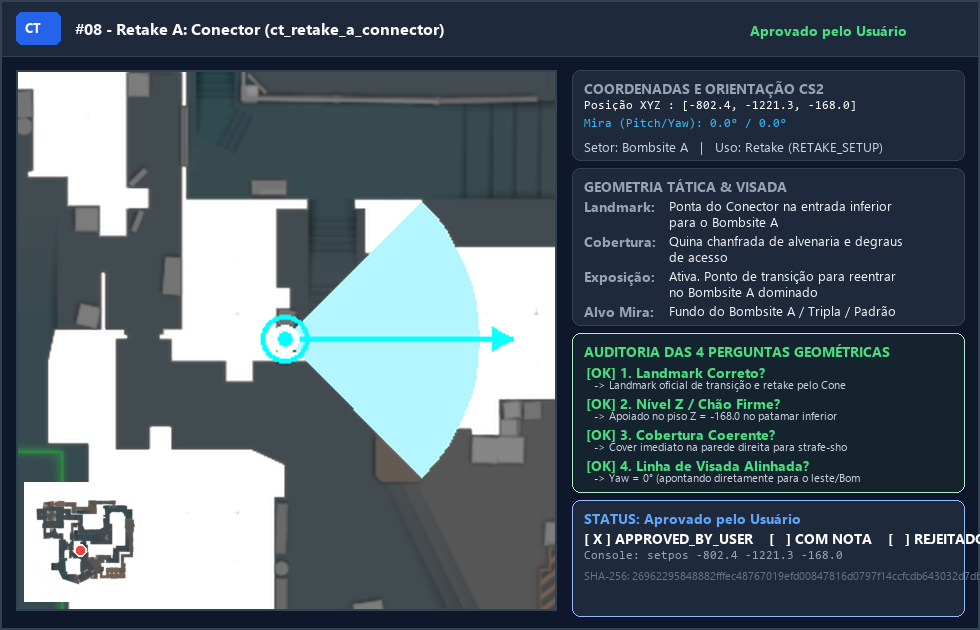 CT
#08 - Retake A: Conector (ct_retake_a_connector)
Aprovado pelo Usuário
COORDENADAS E ORIENTAÇÃO CS2
Posição XYZ : [-802.4, -1221.3, -168.0]
Mira (Pitch/Yaw): 0.0° / 0.0°
Setor: Bombsite A | Uso: Retake (RETAKE_SETUP)
GEOMETRIA TÁTICA & VISADA
Landmark: Ponta do Conector na entrada inferior
para o Bombsite A
Cobertura: Quina chanfrada de alvenaria e degraus
de acesso
Exposição: Ativa. Ponto de transição para reentrar
no Bombsite A dominado
Alvo Mira: Fundo do Bombsite A / Tripla / Padrão
AUDITORIA DAS 4 PERGUNTAS GEOMÉTRICAS
[OK] 1. Landmark Correto?
-> Landmark oficial de transição e retake pelo Cone
[OK] 2. Nível Z / Chão Firme?
-> Apoiado no piso Z = -168.0 no patamar inferior
[OK] 3. Cobertura Coerente?
-> Cover imediato na parede direita para strafe-sho
[OK] 4. Linha de Visada Alinhada?
-> Yaw = 0° (apontando diretamente para o leste/Bom
STATUS: Aprovado pelo Usuário
[ X ] APPROVED_BY_USER [ ] COM NOTA [ ] REJEITADO
Console: setpos -802.4 -1221.3 -168.0
SHA-256: 26962295848882fffec48767019efd00847816d0797f14ccfcdb643032d7db